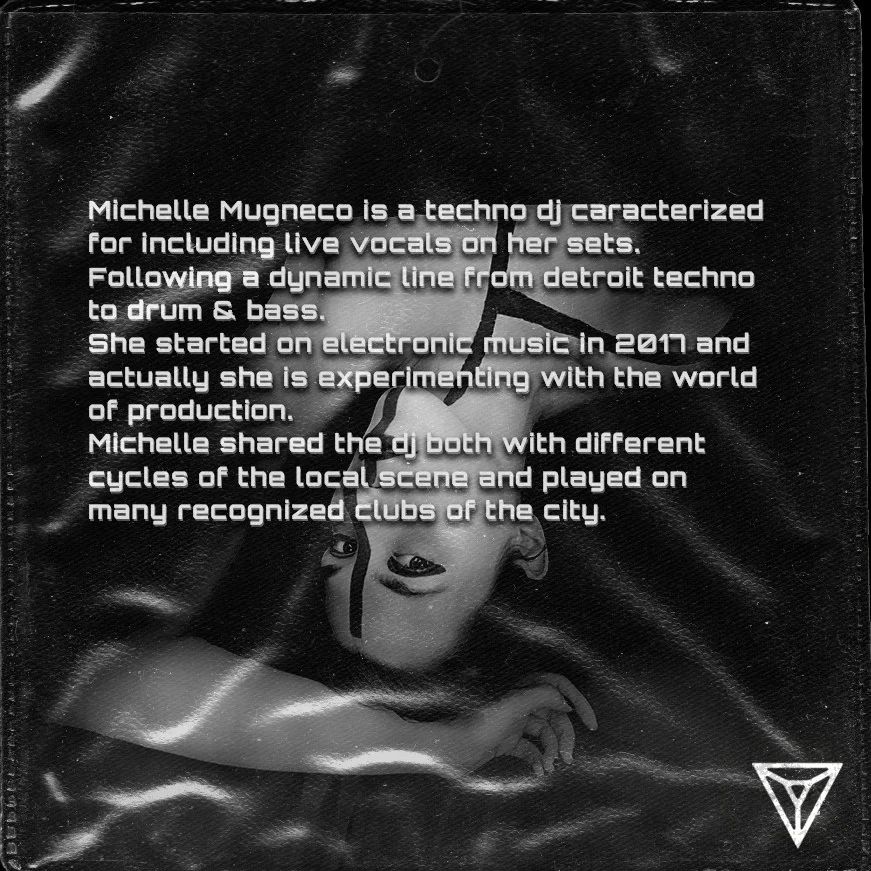 Michelle Mugneco is a techno dj caracterized
for including live vocals on her sets.
Following a dynamic line from detroit techno
to drum & bass.
She started on electronic music in 2017 and
actually she is experimenting with the world
of production.
Michelle shared the dj both with different
cycles of the local scene and played on
many recognized clubs of the city.